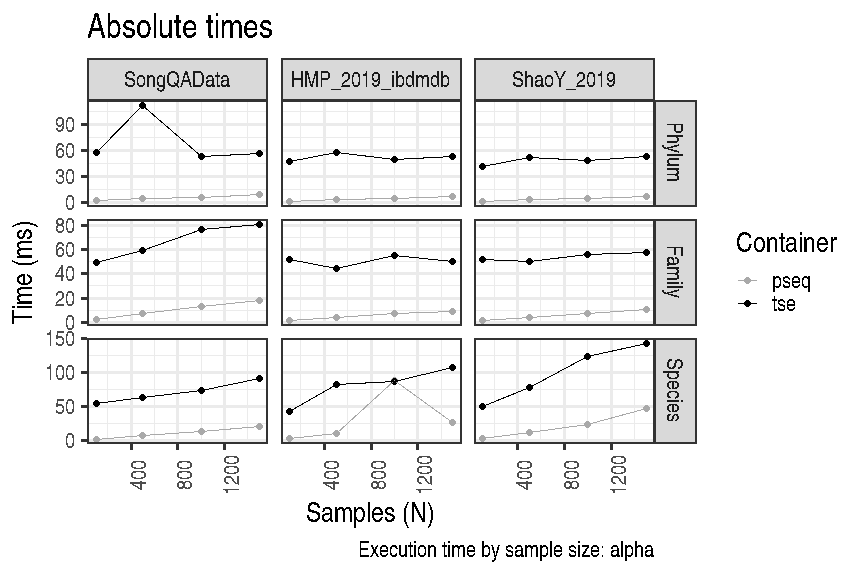 Absolute times
SongQAData HMP_2019_ibdmdb ShaoY_2019
90
60
30
0
Phylum
80
60
40
20
0
Family
150
100
50
0
Species
Time (ms)
400 800 1200 400 800 1200 400 800 1200
Samples (N)
Execution time by sample size: alpha
Container
pseq
tse